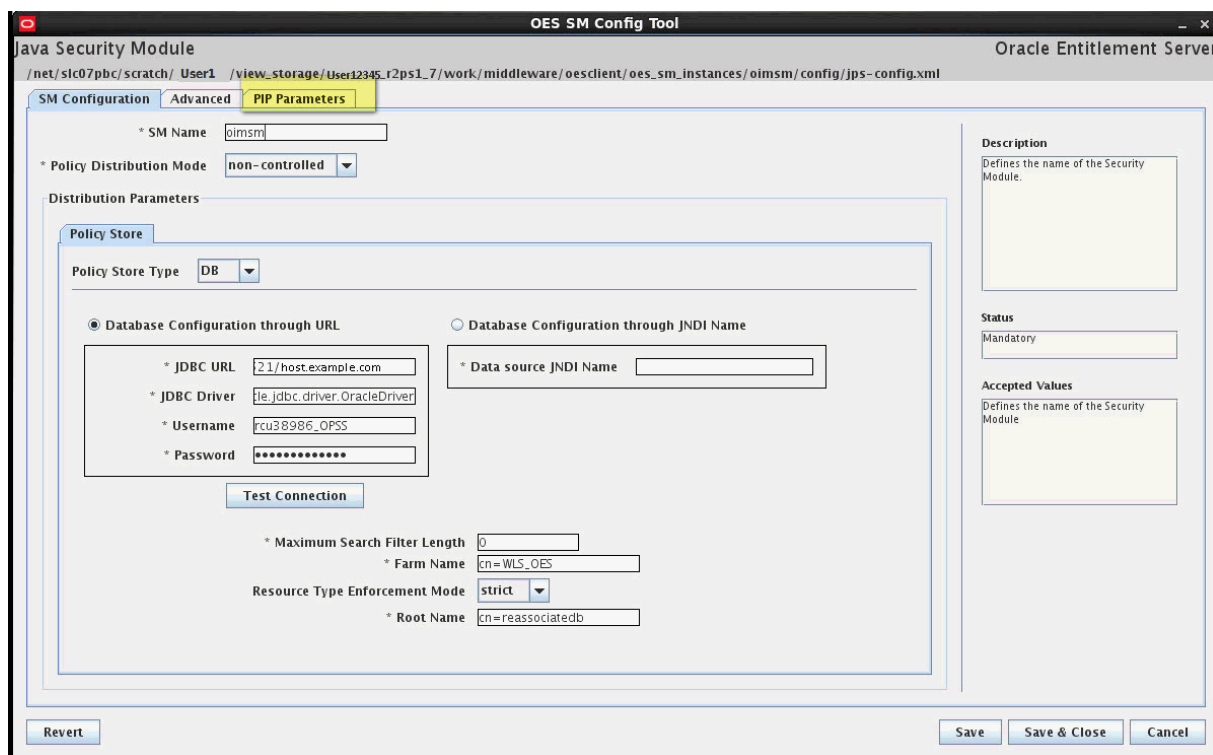 OES SM Config Tool
Java Security Module
Oracle Entitlement Server
/net/slc07pbc/scratch/ User1 /view_storage/User12345_r2ps1_7/work/middleware/oesclient/oes_sm_instances/oimsm/config/jps-config.xml
SM Configuration Advanced PIP Parameters
* SM Name oimsm
* Policy Distribution Mode non-controlled
Distribution Parameters
Policy Store
Policy Store Type DB
Database Configuration through URL
* JDBC URL 21/host.example.com
* JDBC Driver cle.jdbc.driver.OracleDriver
* Username rcu38986_OPSS
* Password •••••••••••••
Test Connection
Database Configuration through JNDI Name
* Data source JNDI Name
* Maximum Search Filter Length 0
* Farm Name cn=WLS_OES
Resource Type Enforcement Mode strict
* Root Name cn=reassociatedb
Description
Defines the name of the Security
Module.
Status
Mandatory
Accepted Values
Defines the name of the Security
Module
Revert
Save Save & Close Cancel